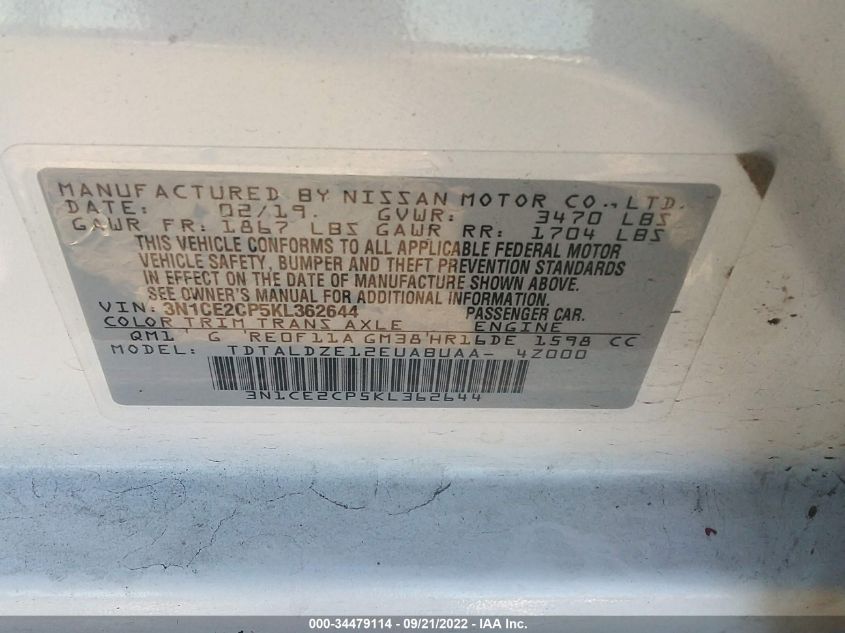 MANUFACTURED BY NISSAN MOTOR CO., LTD.
DATE: 02/19. GVWR: 3470 LBS
GAWR FR: 1867 LBS GAWR RR: 1704 LBS
THIS VEHICLE CONFORMS TO ALL APPLICABLE FEDERAL MOTOR
VEHICLE SAFETY, BUMPER AND THEFT PREVENTION STANDARDS
IN EFFECT ON THE DATE OF MANUFACTURE SHOWN ABOVE.
SEE OWNER'S MANUAL FOR ADDITIONAL INFORMATION.
VIN: 3N1CE2CP5KL362644 PASSENGER CAR.
COLOR TRIM TRANS AXLE ENGINE
QM1 G RE0F11A GM38 HR16DE 1598 CC
MODEL: TDTALDZE12EUABUAA- 4Z000
3N1CE2CP5KL362644
000-34479114 - 09/21/2022 - IAA Inc.